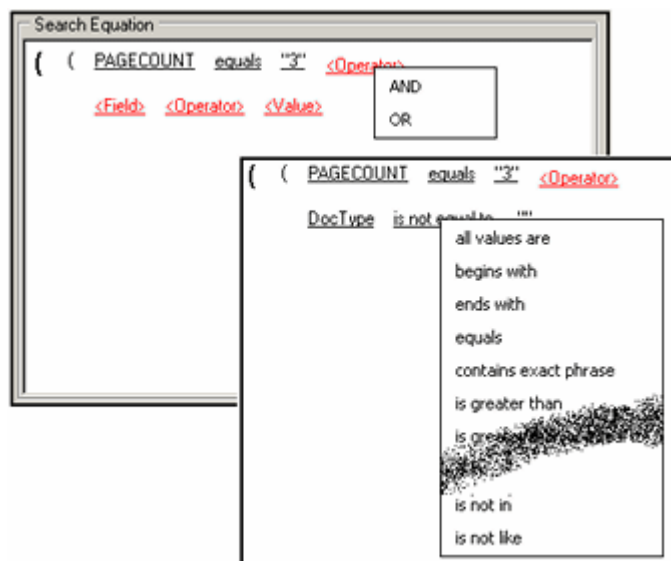 Search Equation
( ( PAGECOUNT equals "3" <Operator>
<Field> <Operator> <Value>
AND
OR
( ( PAGECOUNT equals "3" <Operator>
DocType is not equal to ""
all values are
begins with
ends with
equals
contains exact phrase
is greater than
is
is not in
is not like